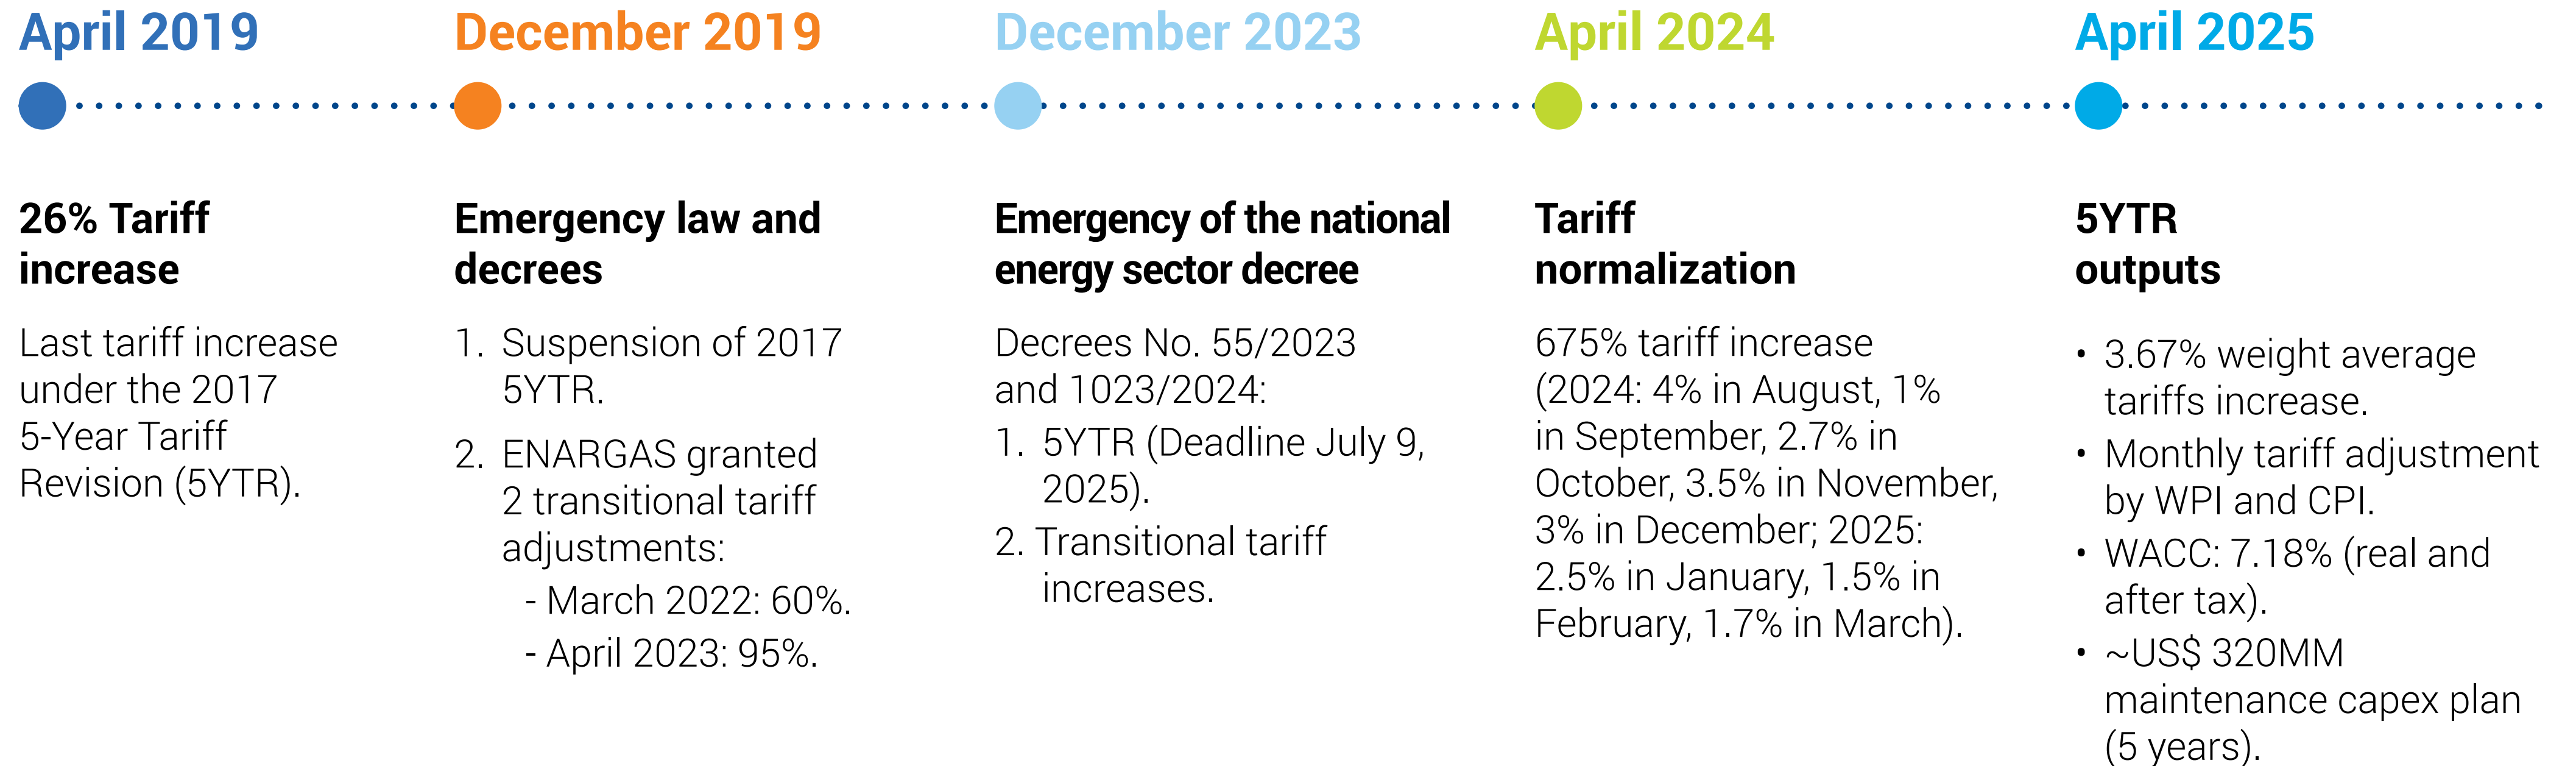 April 2019
26% Tariff
increase
Last tariff increase
under the 2017
5-Year Tariff
Revision (5YTR).
December 2019
Emergency law and
decrees
1. Suspension of 2017
5YTR.
2. ENARGAS granted
2 transitional tariff
adjustments:
- March 2022: 60%.
- April 2023: 95%.
December 2023
Emergency of the national
energy sector decree
Decrees No. 55/2023
and 1023/2024:
1. 5YTR (Deadline July 9,
2025).
2. Transitional tariff
increases.
April 2024
Tariff
normalization
675% tariff increase
(2024: 4% in August, 1%
in September, 2.7% in
October, 3.5% in November,
3% in December; 2025:
2.5% in January, 1.5% in
February, 1.7% in March).
April 2025
5YTR
outputs
• 3.67% weight average
tariffs increase.
• Monthly tariff adjustment
by WPI and CPI.
• WACC: 7.18% (real and
after tax).
• ~US$ 320MM
maintenance capex plan
(5 years).